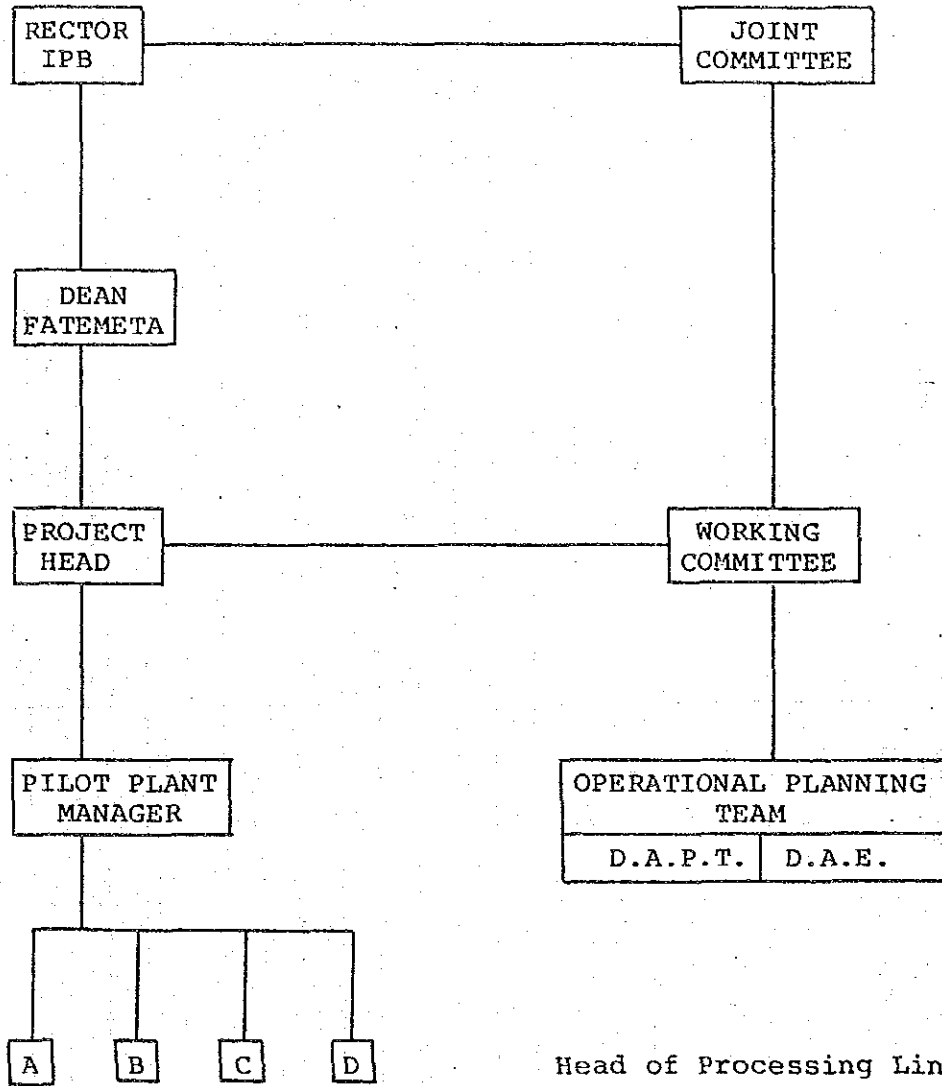 RECTOR
IPB
JOINT
COMMITTEE
DEAN
FATEMETA
PROJECT
HEAD
WORKING
COMMITTEE
PILOT PLANT
MANAGER
OPERATIONAL PLANNING
TEAM
D.A.P.T.
D.A.E.
A
B
C
D
Head of Processing Lin